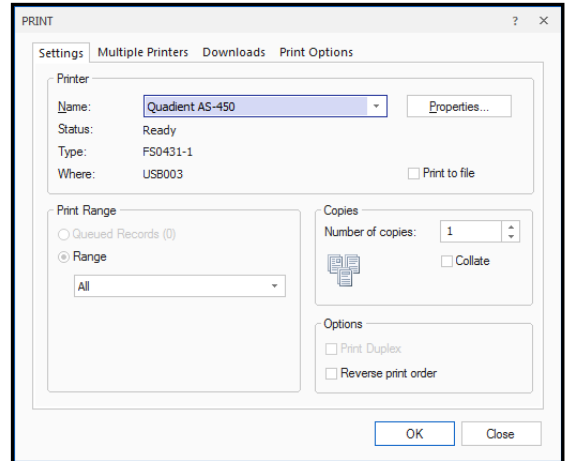 PRINT ? ×
Settings Multiple Printers Downloads Print Options
Printer
Name: Quadient AS-450 Properties...
Status: Ready
Type: FS0431-1
Where: USB003 Print to file
Print Range
Queued Records (0)
Range
All
Copies
Number of copies: 1
Collate
Options
Print Duplex
Reverse print order
OK Close